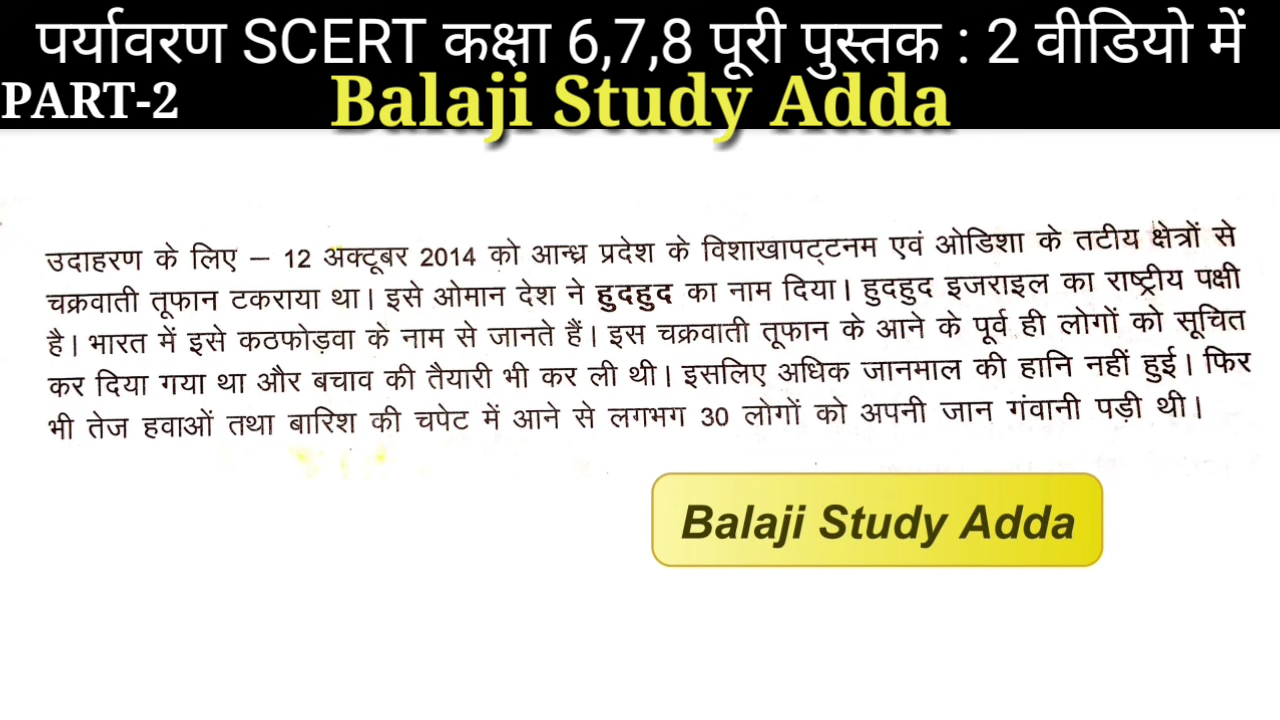 पर्यावरण SCERT कक्षा 6,7,8 पूरी पुस्तक : 2 वीडियो में
PART-2
Balaji Study Adda
उदाहरण के लिए – 12 अक्टूबर 2014 को आन्ध्र प्रदेश के विशाखापट्टनम एवं ओडिशा के तटीय क्षेत्रों से
चक्रवाती तूफान टकराया था। इसे ओमान देश ने हुदहुद का नाम दिया। हुदहुद इजराइल का राष्ट्रीय पक्षी
है। भारत में इसे कठफोड़वा के नाम से जानते हैं। इस चक्रवाती तूफान के आने के पूर्व ही लोगों को सूचित
कर दिया गया था और बचाव की तैयारी भी कर ली थी। इसलिए अधिक जानमाल की हानि नहीं हुई। फिर
भी तेज हवाओं तथा बारिश की चपेट में आने से लगभग 30 लोगों को अपनी जान गंवानी पड़ी थी।
Balaji Study Adda